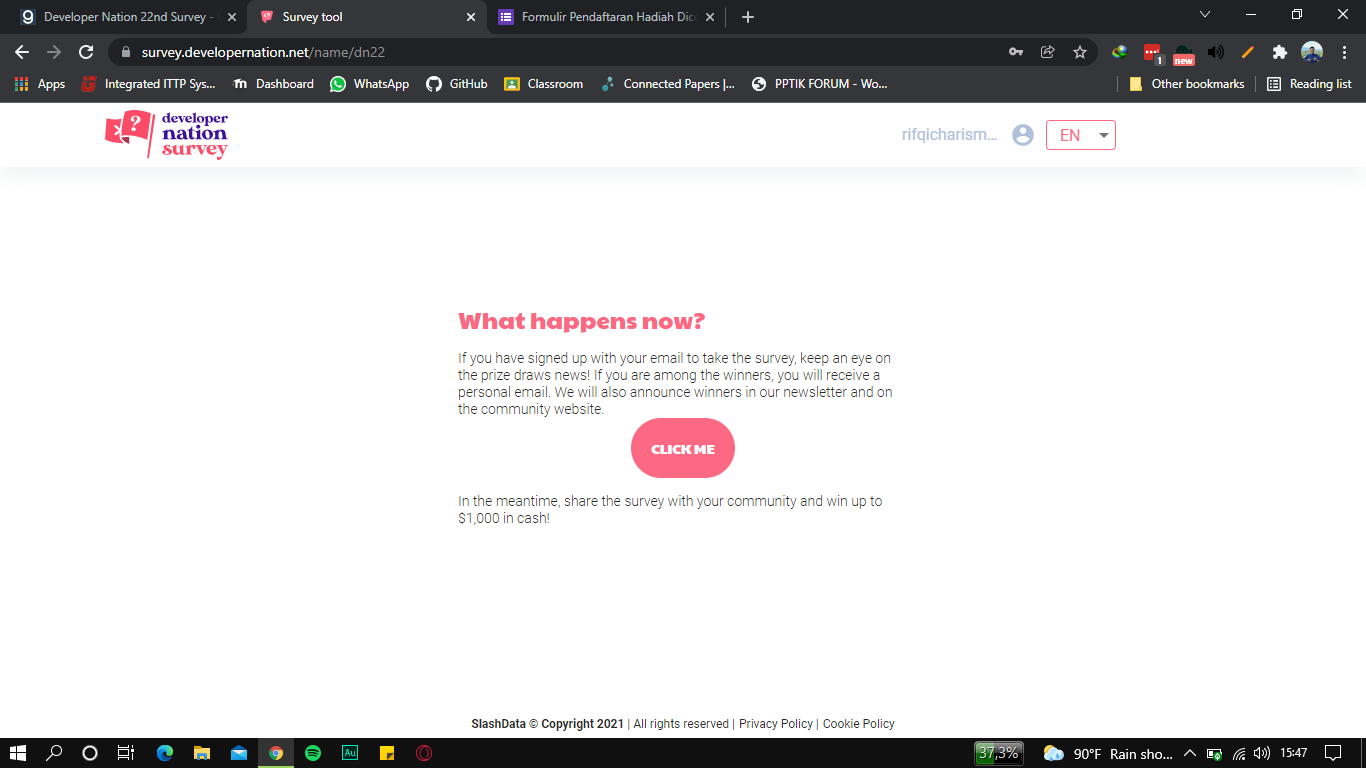 Developer Nation 22nd Survey -
Survey tool
Formulir Pendaftaran Hadiah Dic
survey.developernation.net/name/dn22
1
new
Apps
Integrated ITTP Sys...
Dashboard
WhatsApp
GitHub
Classroom
Connected Papers |...
PPTIK FORUM - Wo...
Other bookmarks
Reading list
developer
nation
survey
rifqicharism...
EN
What happens now?
If you have signed up with your email to take the survey, keep an eye on
the prize draws news! If you are among the winners, you will receive a
personal email. We will also announce winners in our newsletter and on
the community website.
CLICK ME
In the meantime, share the survey with your community and win up to
$1,000 in cash!
SlashData © Copyright 2021 | All rights reserved | Privacy Policy | Cookie Policy
Au
37,3%
90°F Rain sho...
15:47